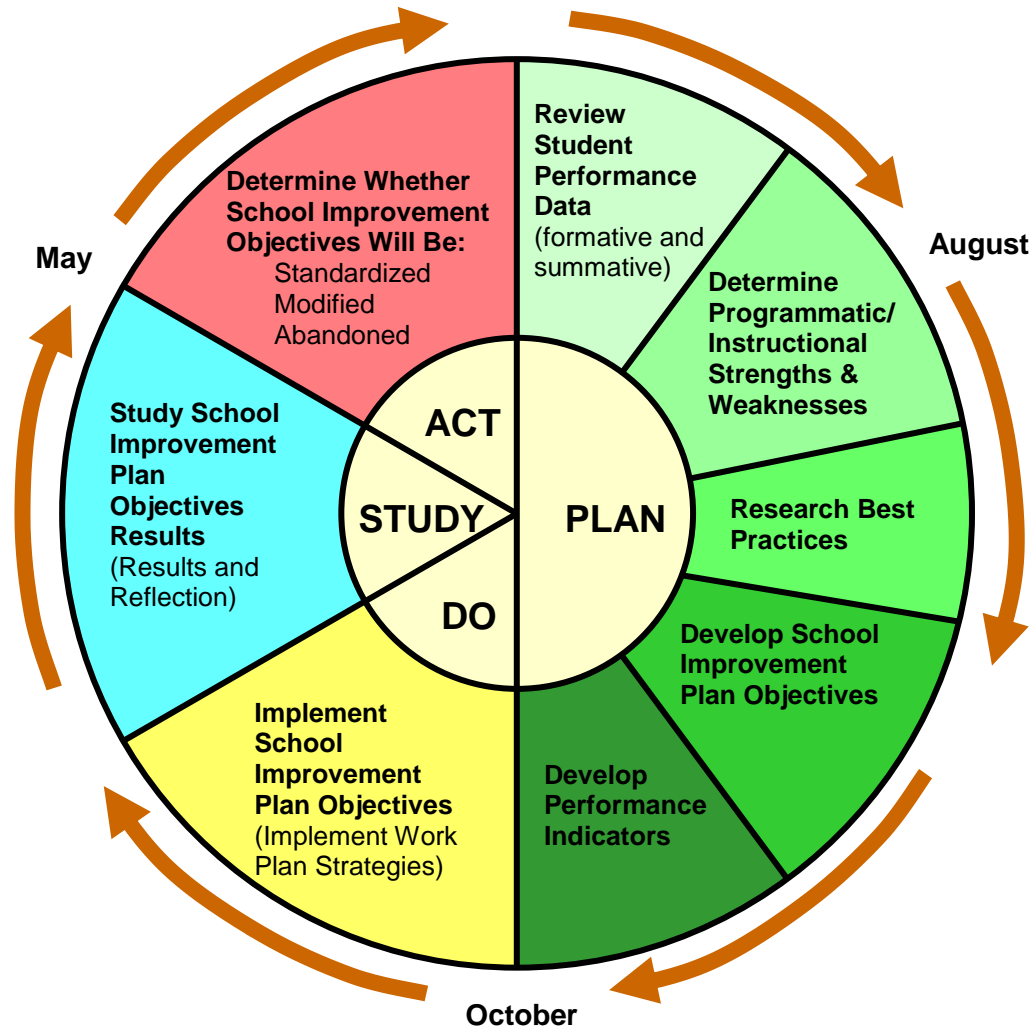 Review
Student
Performance
Data
(formative and
summative)
August
Determine
Programmatic/
Instructional
Strengths &
Weaknesses
Research Best
Practices
Develop School
Improvement
Plan Objectives
Develop
Performance
Indicators
October
Implement
School
Improvement
Plan Objectives
(Implement Work
Plan Strategies)
Study School
Improvement
Plan
Objectives
Results
(Results and
Reflection)
May
Determine Whether
School Improvement
Objectives Will Be:
Standardized
Modified
Abandoned
PLAN
DO
STUDY
ACT